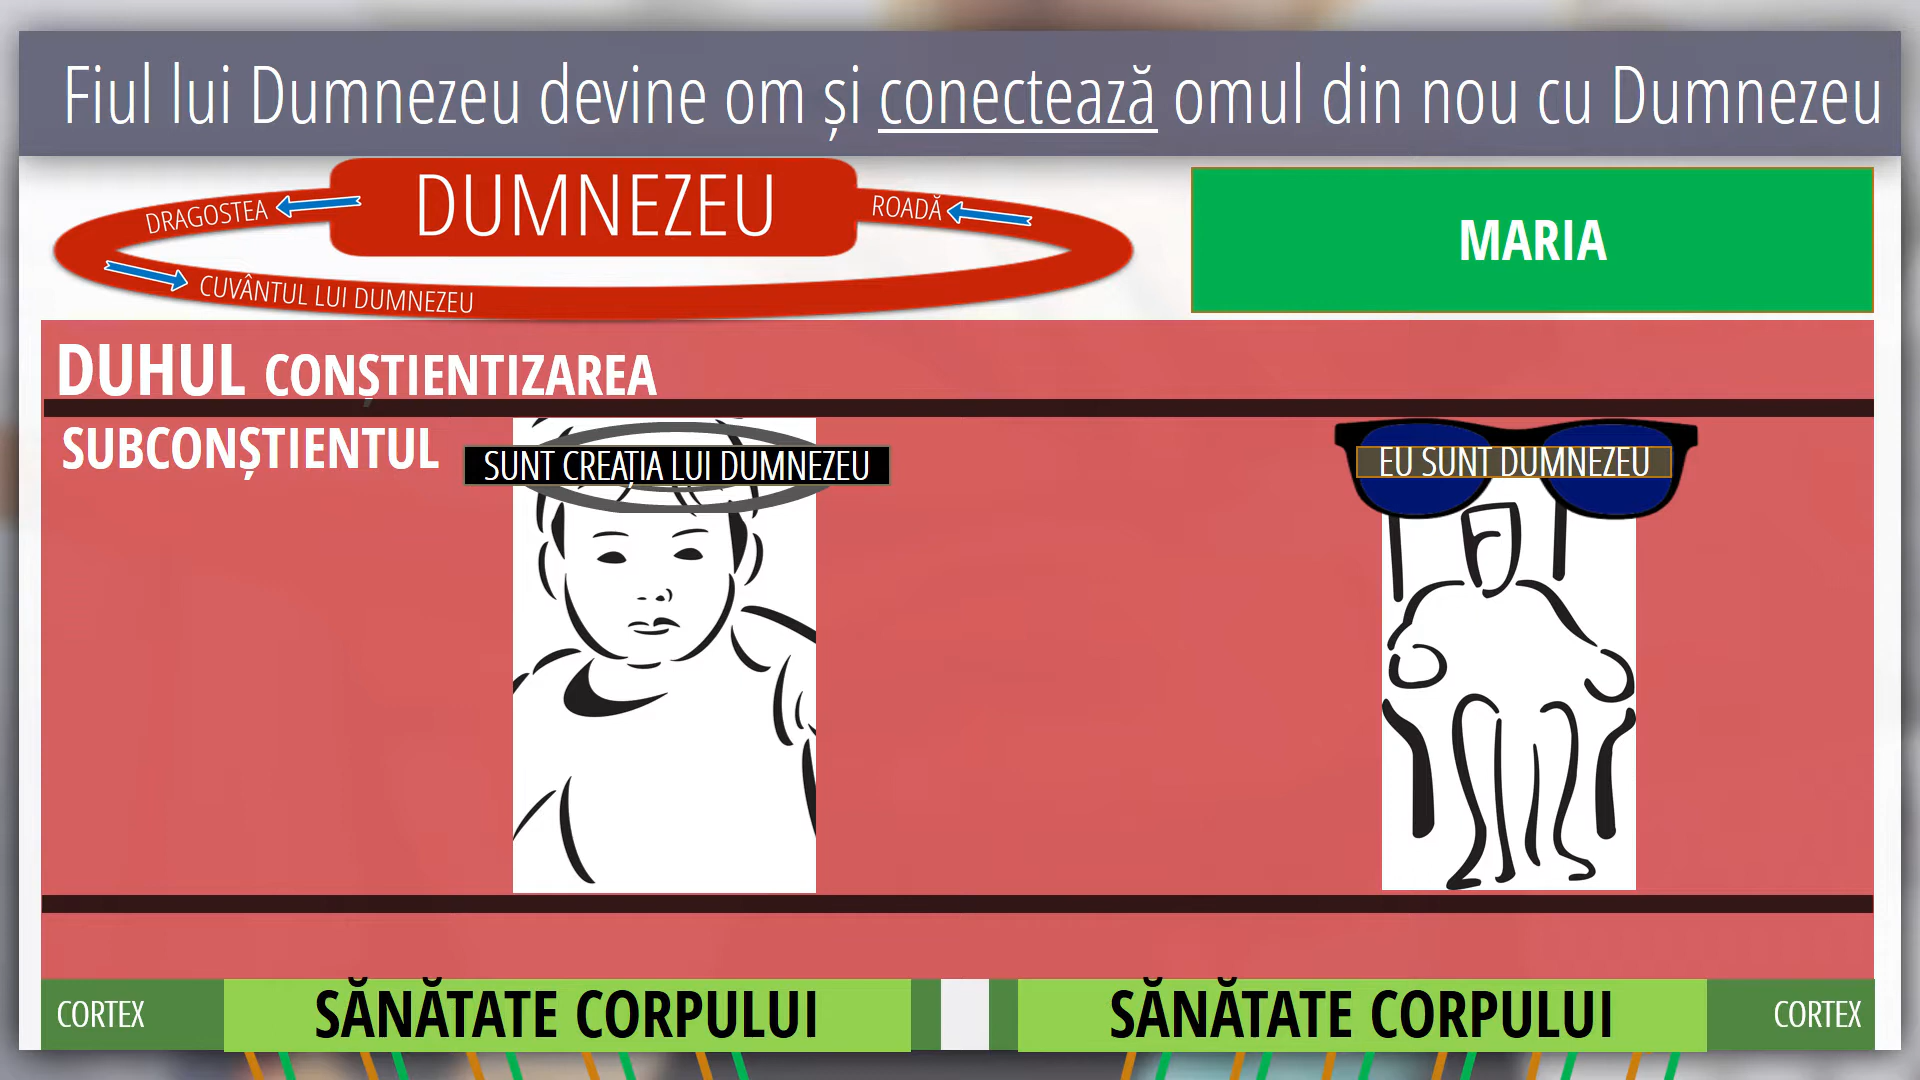 Fiul lui Dumnezeu devine om și conectează omul din nou cu Dumnezeu
DUMNEZEU
DRAGOSTEA
ROADĂ
CUVÂNTUL LUI DUMNEZEU
MARIA
DUHUL CONȘTIENTIZAREA
SUBCONȘTIENTUL
SUNT CREAȚIA LUI DUMNEZEU
EU SUNT DUMNEZEU
CORTEX
SĂNĂTATE CORPULUI
SĂNĂTATE CORPULUI
CORTEX